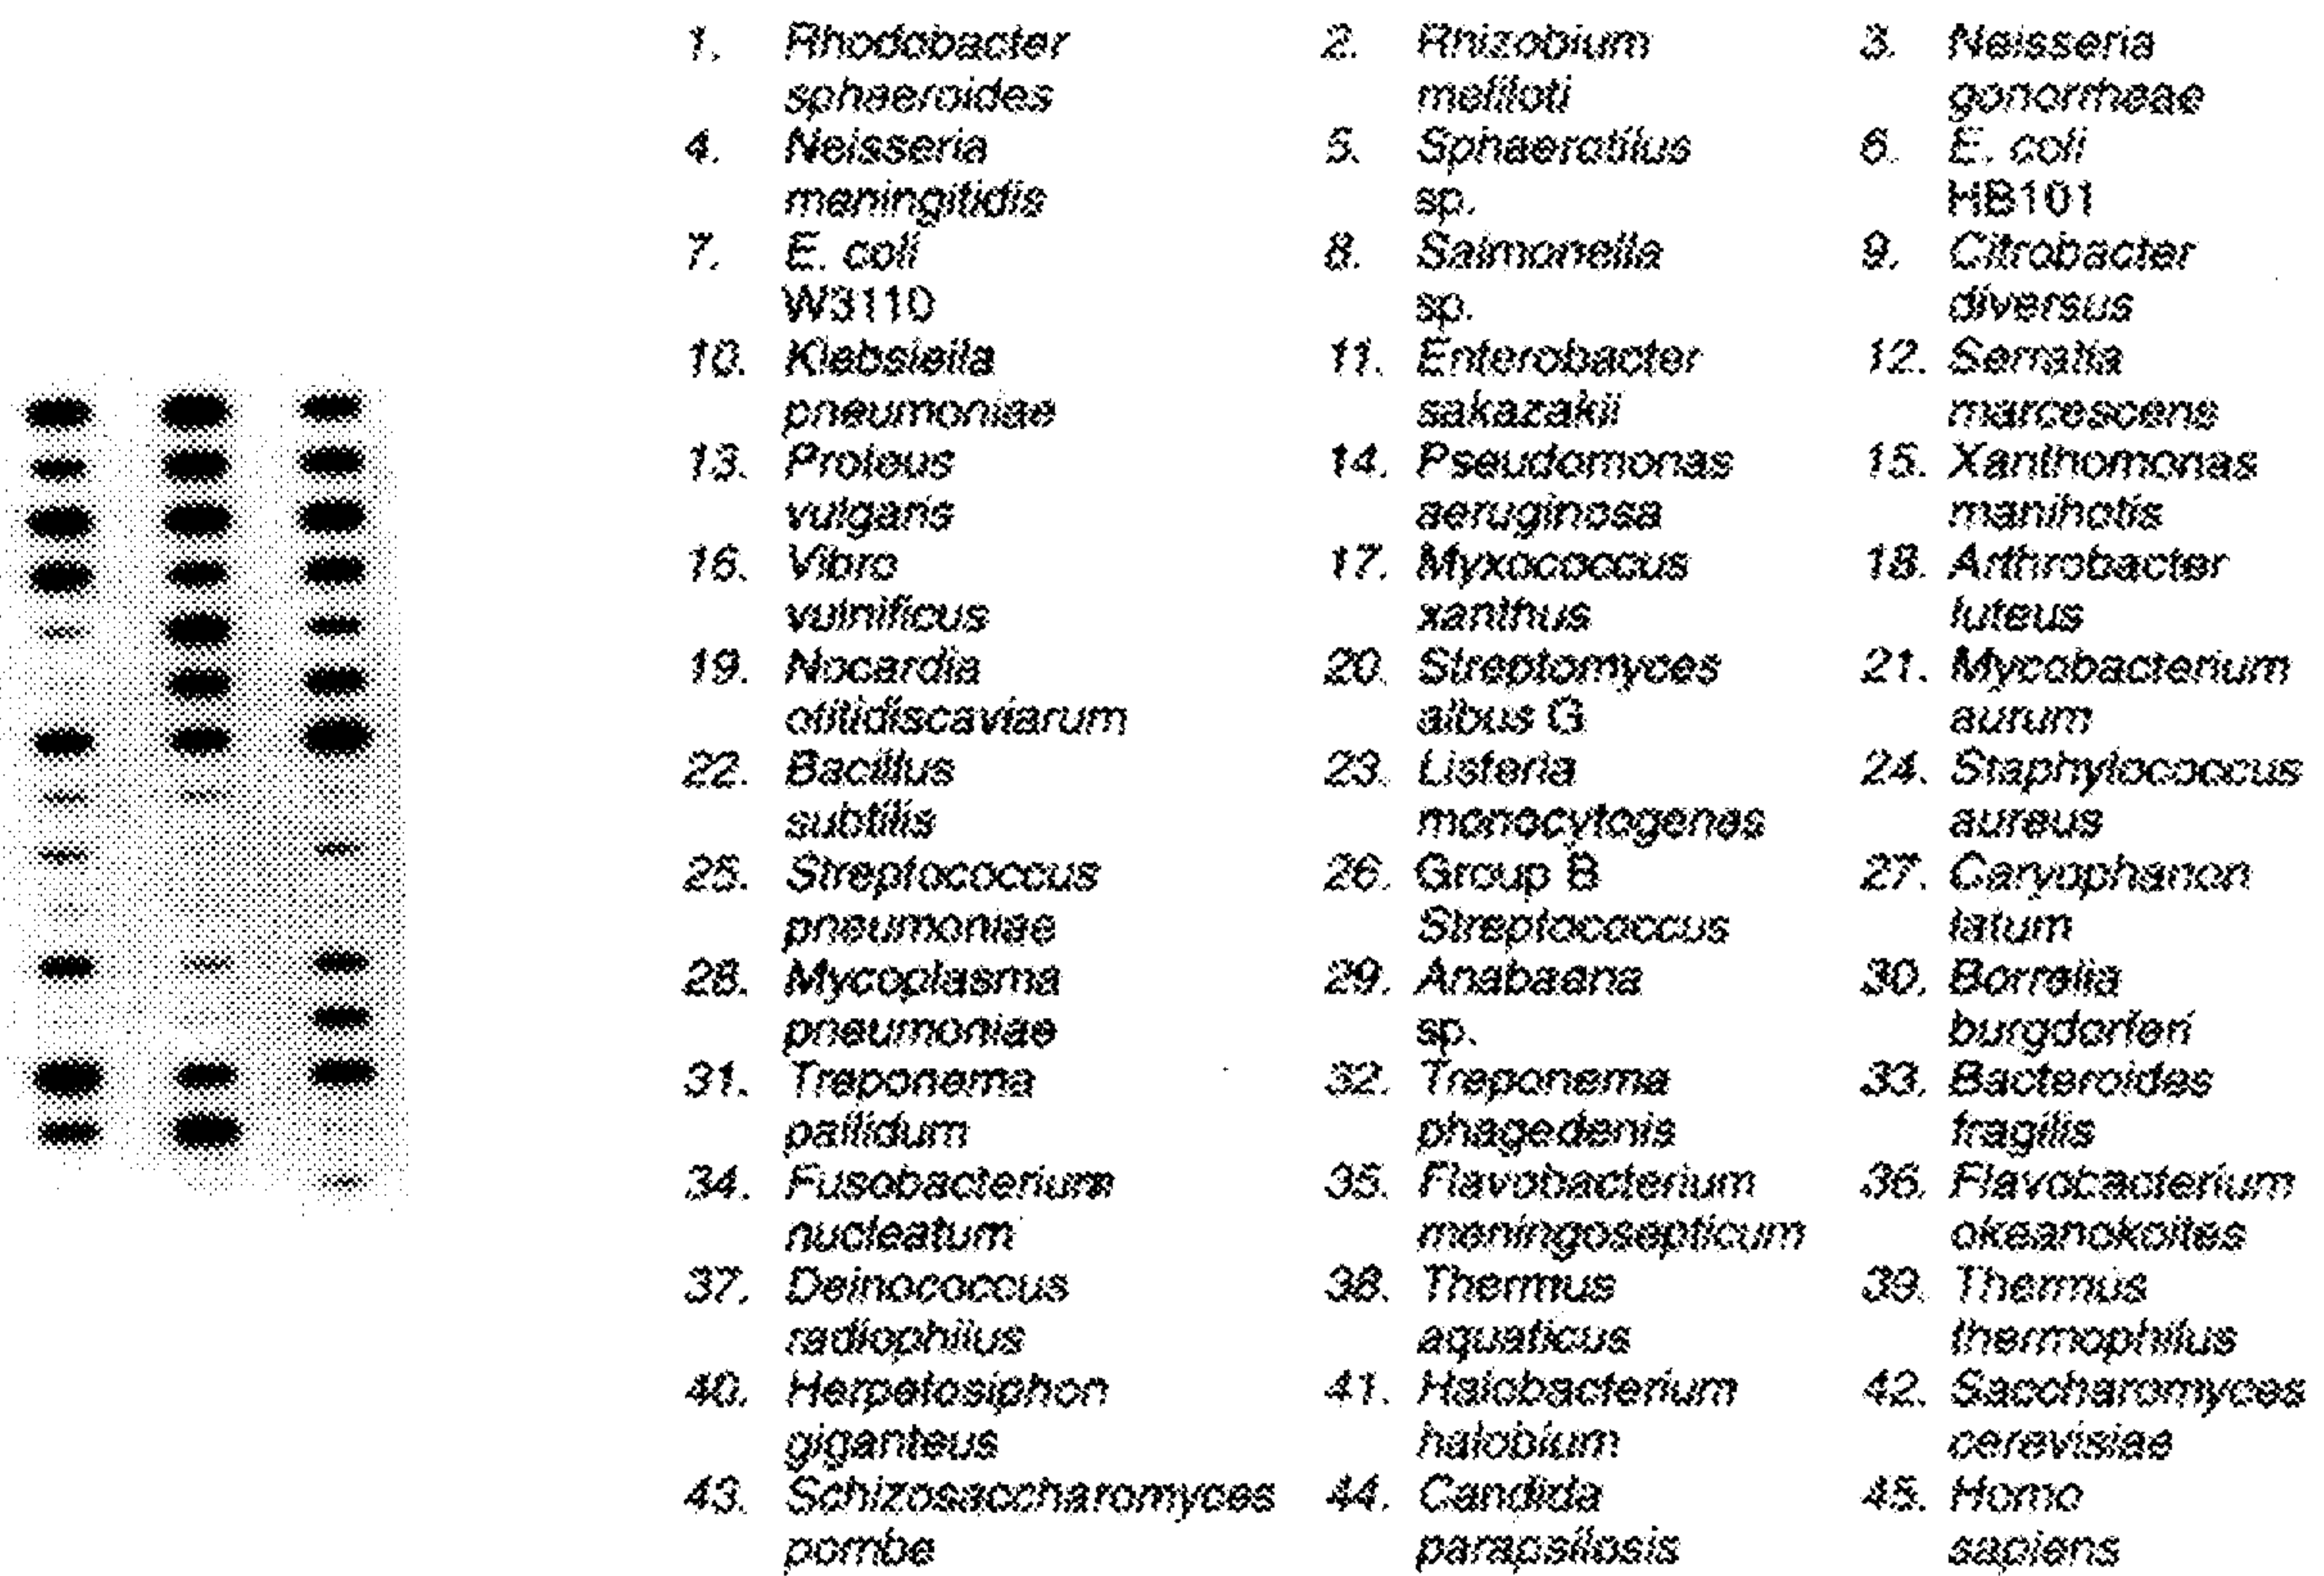 1. Rhodobacter 2. Rhizobium 3. Neisseria
sphaeroides meliloti gonorrheae
4. Neisseria 5. Sphaerotilus 6. E. coli
meningitidis sp. HB101
7. E. coli 8. Salmonella 9. Citrobacter
W3110 sp. diversus
10. Klebsiella 11. Enterobacter 12. Serratia
pneumoniae sakazakii marcescens
13. Proteus 14. Pseudomonas 15. Xanthomonas
vulgaris aeruginosa manihotis
16. Vibro 17. Myxococcus 18. Arthrobacter
vulnificus xanthus luteus
19. Nocardia 20. Streptomyces 21. Mycobacterium
otitidiscaviarum albus G aurum
22. Bacillus 23. Listeria 24. Staphylococcus
subtilis monocytogenes aureus
25. Streptococcus 26. Group B 27. Caryophanon
pneumoniae Streptococcus latum
28. Mycoplasma 29. Anabaena 30. Borrelia
pneumoniae sp. burgdorferi
31. Treponema 32. Treponema 33. Bacteroides
pallidum phagedenis fragilis
34. Fusobacterium 35. Flavobacterium 36. Flavobacterium
nucleatum meningosepticum okeanokoites
37. Deinococcus 38. Thermus 39. Thermus
radiophilus aquaticus thermophilus
40. Herpetosiphon 41. Halobacterium 42. Saccharomyces
giganteus halobium cerevisiae
43. Schizosaccharomyces 44. Candida 45. Homo
pombe parapsilosis sapiens